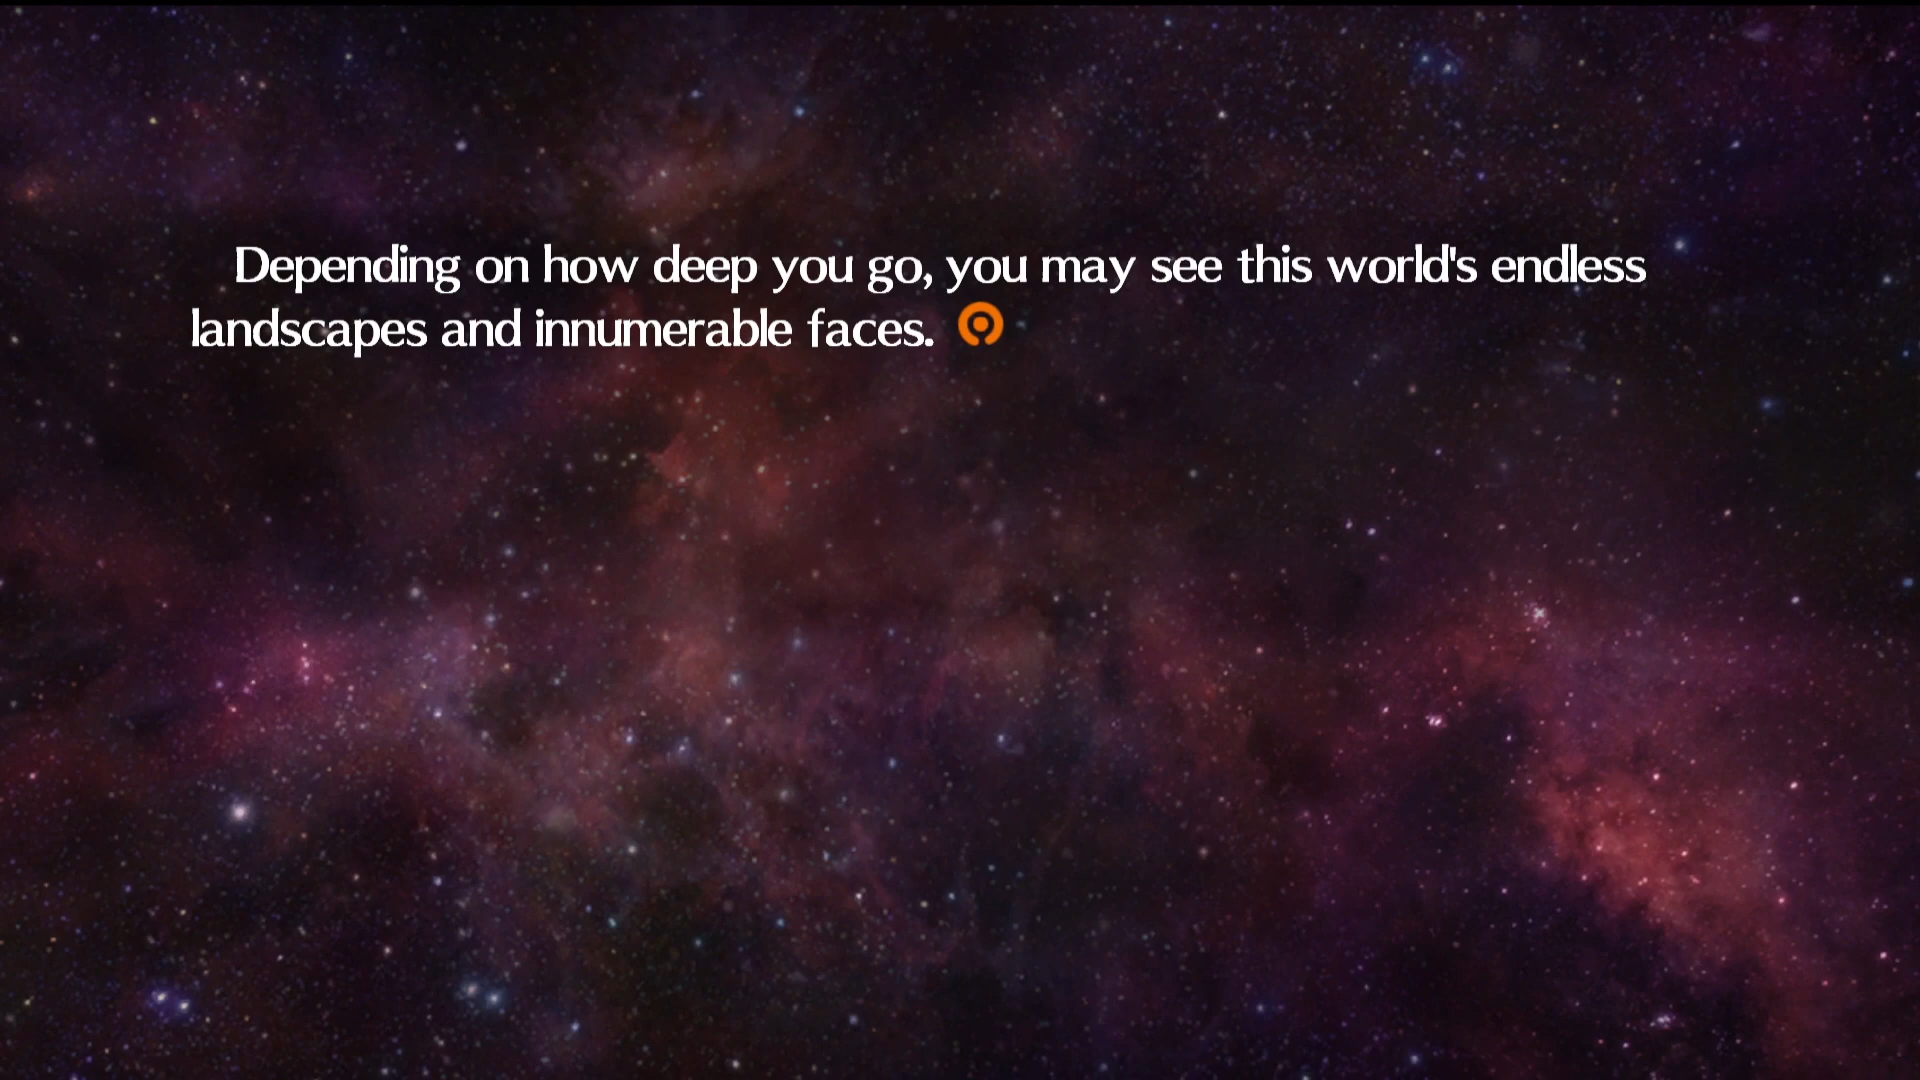 Depending on how deep you go, you may see this world's endless
landscapes and innumerable faces.